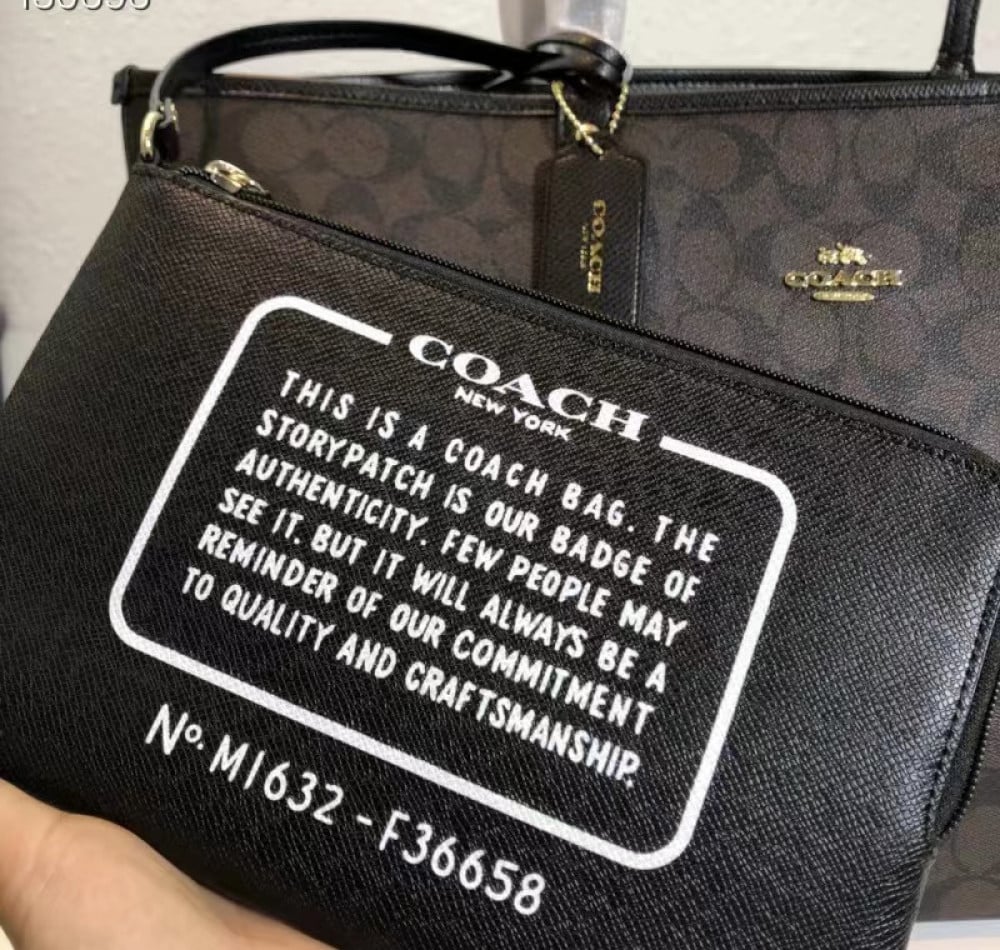 COACH
COACH
COACH
NEW YORK
THIS IS A COACH BAG. THE
STORYPATCH IS OUR BADGE OF
AUTHENTICITY. FEW PEOPLE MAY
SEE IT. BUT IT WILL ALWAYS BE A
REMINDER OF OUR COMMITMENT
TO QUALITY AND CRAFTSMANSHIP.
Nº. M1632-F36658